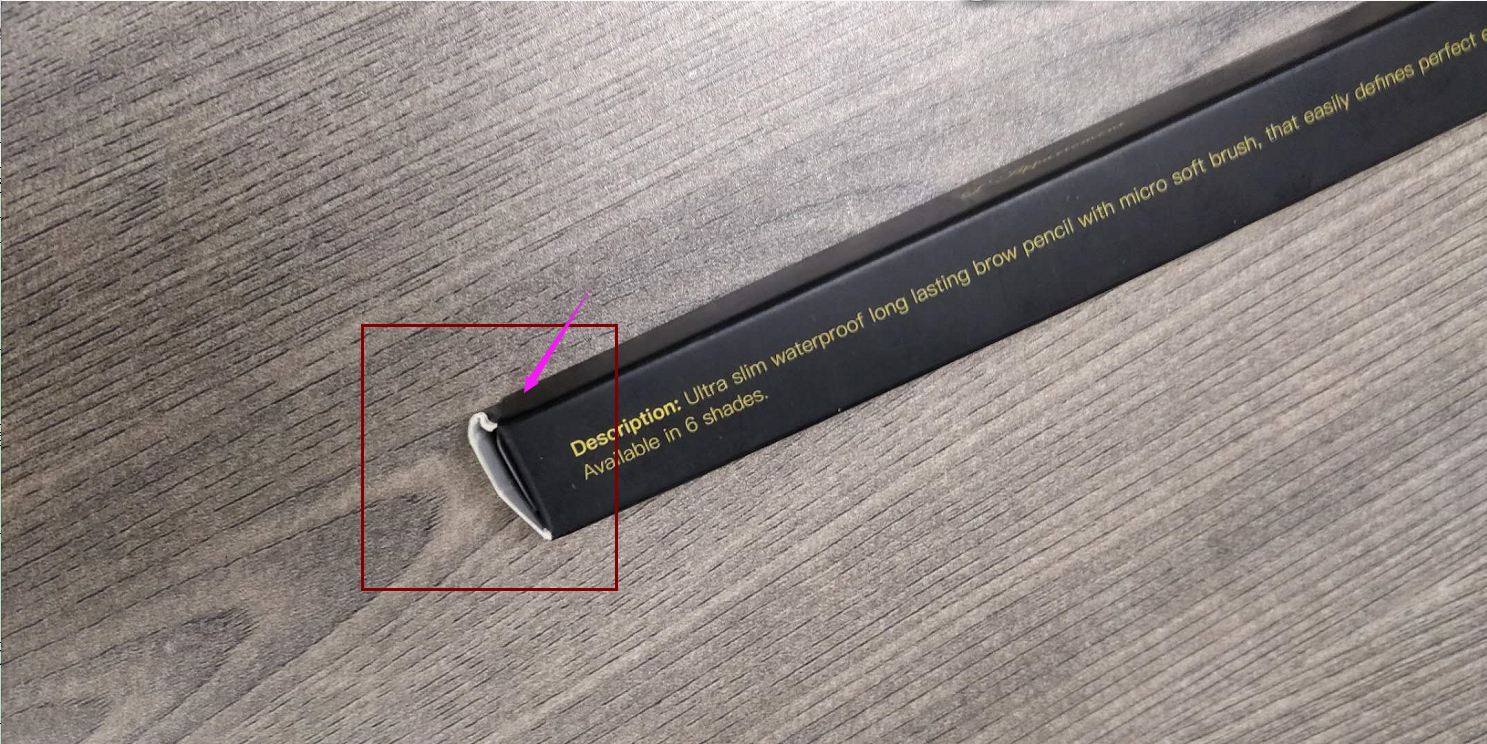 Description: Ultra slim waterproof long lasting brow pencil with micro soft brush, that easily defines perfect
Available in 6 shades.